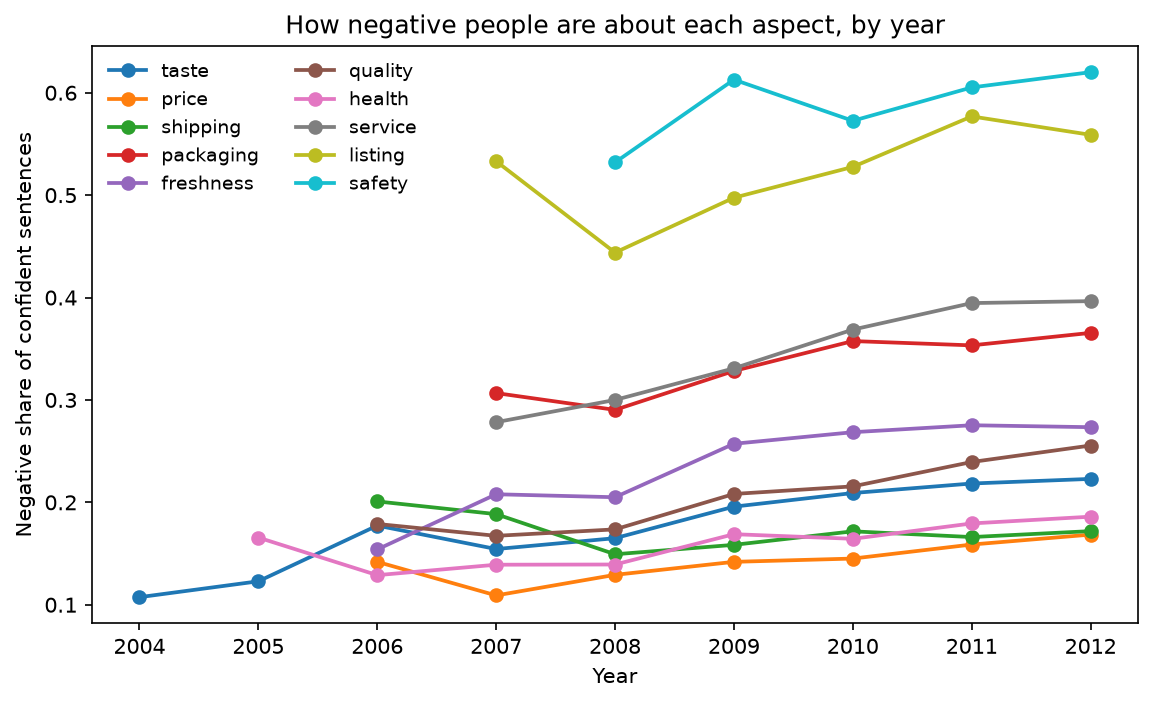 How negative people are about each aspect, by year
taste
price
shipping
packaging
freshness
quality
health
service
listing
safety
Negative share of confident sentences
0.6
0.5
0.4
0.3
0.2
0.1
2004 2005 2006 2007 2008 2009 2010 2011 2012
Year